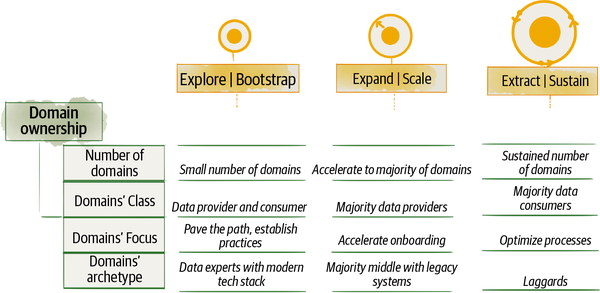 Explore | Bootstrap
Expand | Scale
Extract | Sustain
Domain
ownership
Number of
domains
Small number of domains
Accelerate to majority of domains
Sustained number
of domains
Domains' Class
Data provider and consumer
Majority data providers
Majority data
consumers
Domains' Focus
Pave the path, establish
practices
Accelerate onboarding
Optimize processes
Domains'
archetype
Data experts with modern
tech stack
Majority middle with legacy
systems
Laggards